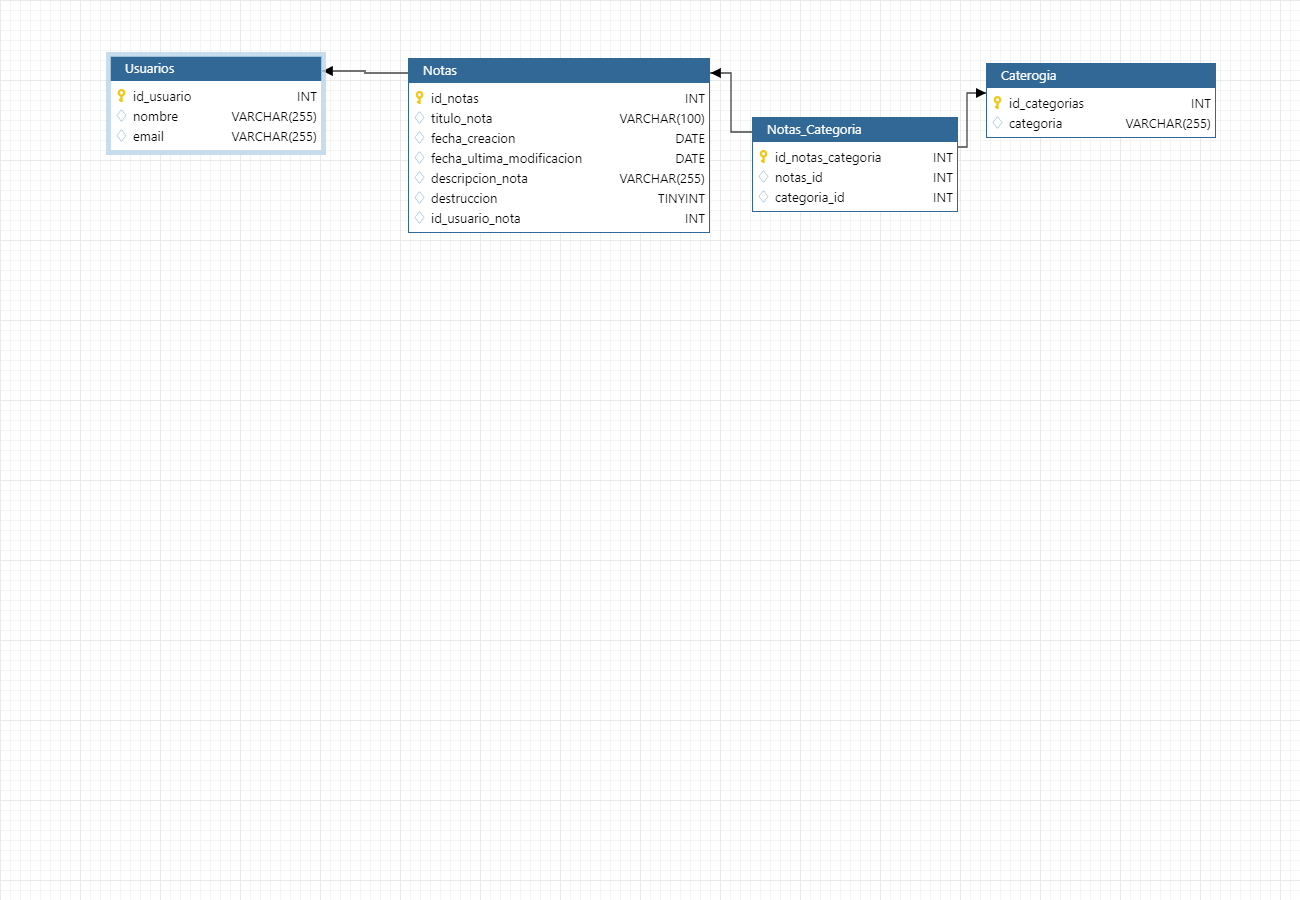 Usuarios
id_usuario INT
nombre VARCHAR(255)
email VARCHAR(255)
Notas
id_notas INT
titulo_nota VARCHAR(100)
fecha_creacion DATE
fecha_ultima_modificacion DATE
descripcion_nota VARCHAR(255)
destruccion TINYINT
id_usuario_nota INT
Notas_Categoria
id_notas_categoria INT
notas_id INT
categoria_id INT
Caterogia
id_categorias INT
categoria VARCHAR(255)